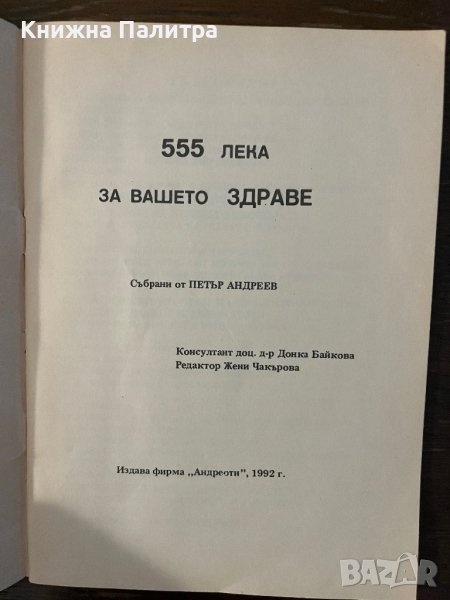 Книжна Палитра
555 ЛЕКА
ЗА ВАШЕТО ЗДРАВЕ
Събрани от ПЕТЪР АНДРЕЕВ
Консултант доц. д-р Донка Байкова
Редактор Жени Чакърова
Издава фирма „Андреоти", 1992 г.
BAZAR